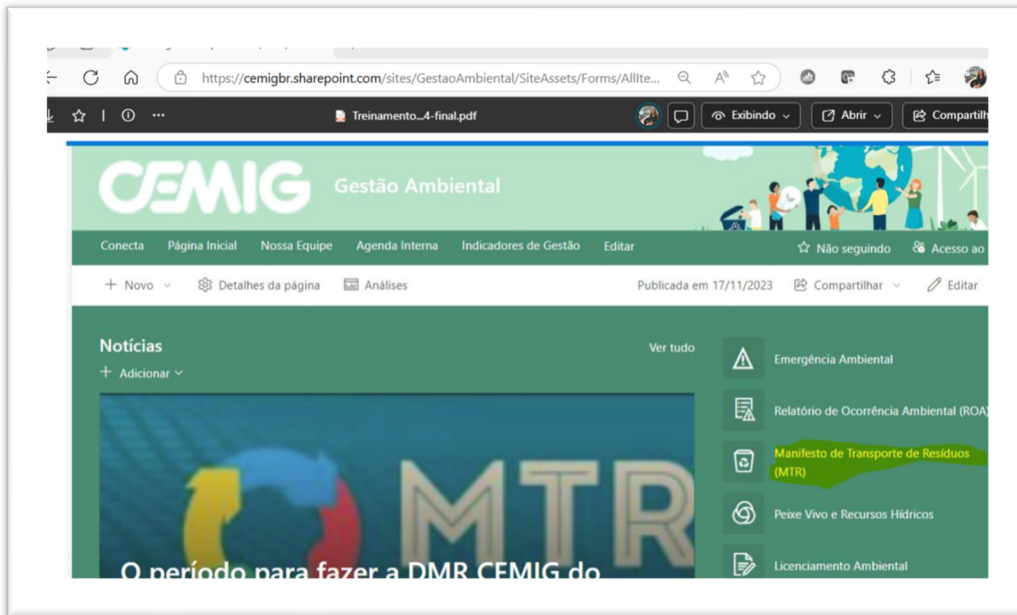 https://cemigbr.sharepoint.com/sites/GestaoAmbiental/SiteAssets/Forms/AllIte...
Treinamento...4-final.pdf
Exibindo
Abrir
Compartilh
CEMIG
Gestão Ambiental
Conecta Página Inicial Nossa Equipe Agenda Interna Indicadores de Gestão Editar
Não seguindo
Acesso ao
+ Novo
Detalhes da página
Análises
Publicada em 17/11/2023
Compartilhar
Editar
Notícias
Ver tudo
+ Adicionar
MTR
O período para fazer a DMR CEMIG do
Emergência Ambiental
Relatório de Ocorrência Ambiental (ROA)
Manifesto de Transporte de Resíduos
(MTR)
Peixe Vivo e Recursos Hídricos
Licenciamento Ambiental